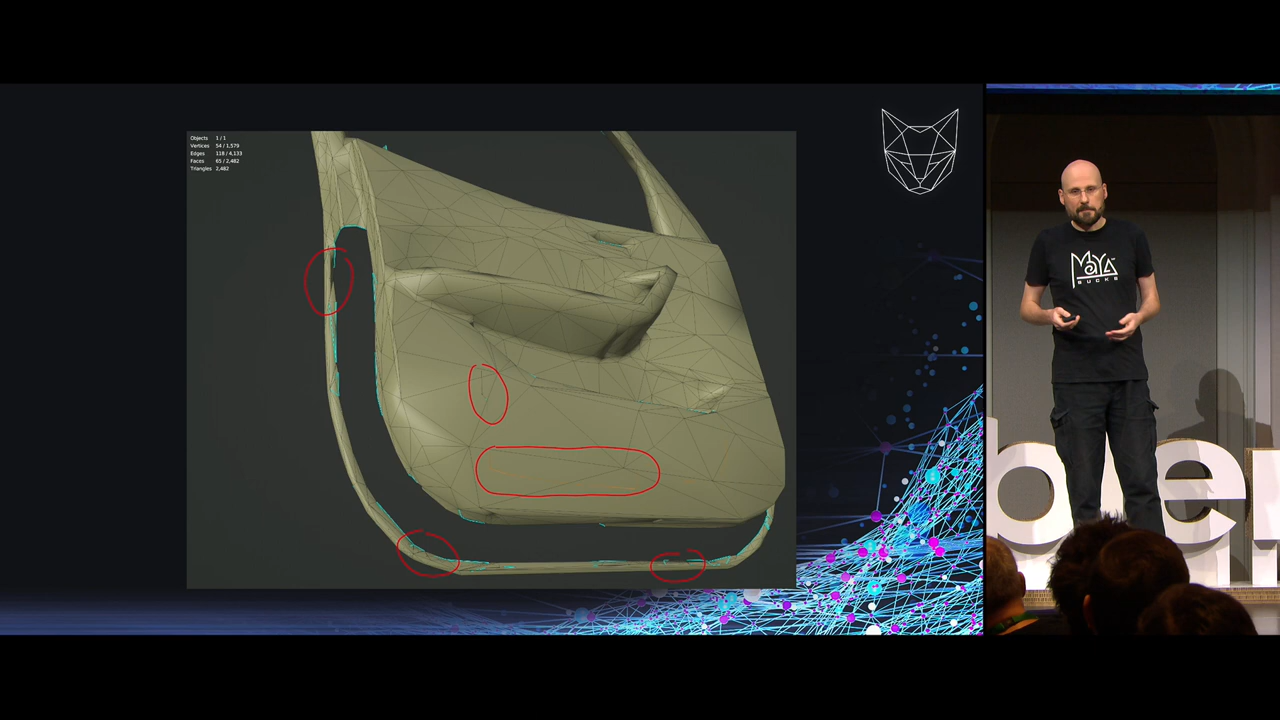 Objects 1 / 1
Vertices 54 / 1,579
Edges 118 / 4,133
Faces 65 / 2,482
Triangles 2,482
MAYA
SUCKS
ble